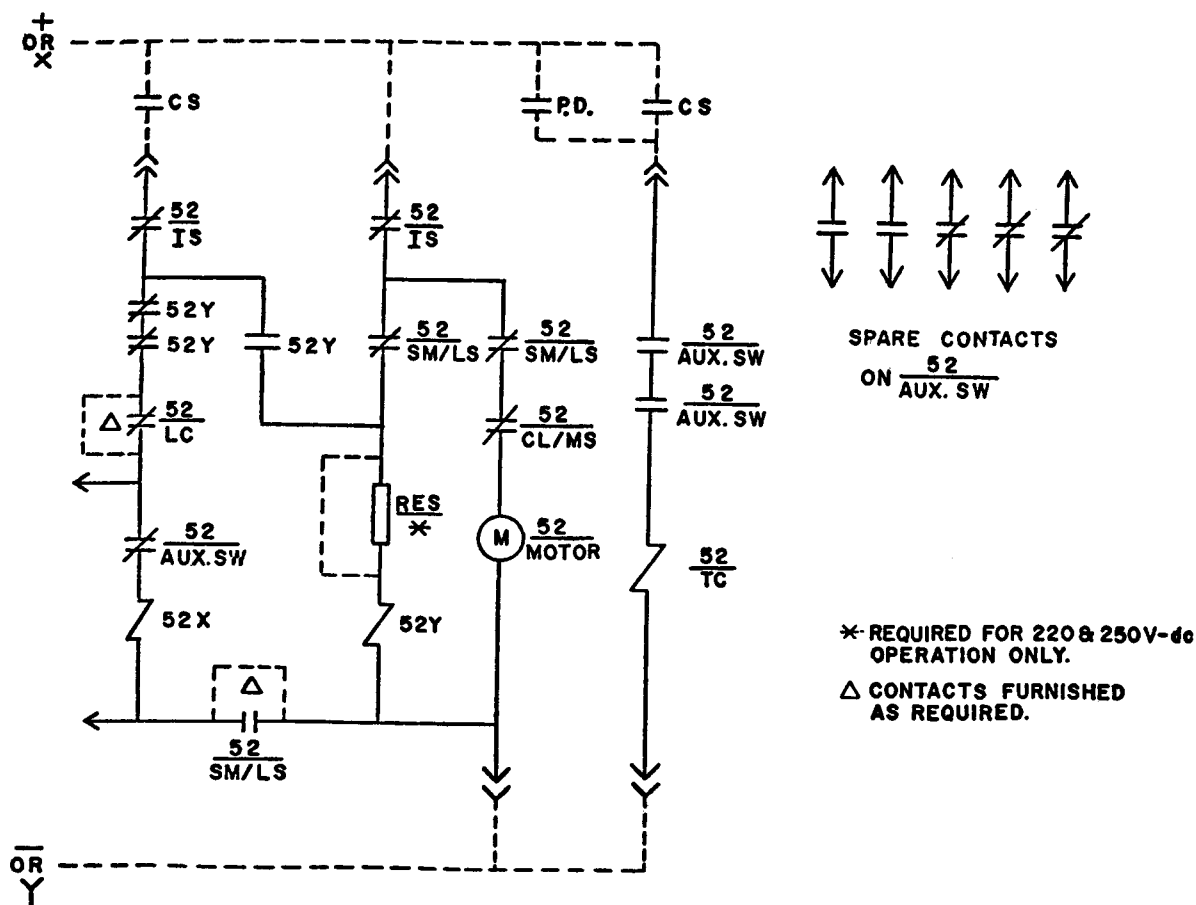 +
OR
X
CS
P.D.
CS
52
IS
52
IS
52Y
52Y
52Y
52
SM/LS
52
SM/LS
52
AUX. SW
52
AUX. SW
SPARE CONTACTS
ON 52
AUX. SW
Δ
52
LC
52
CL/MS
RES
*
M
52
MOTOR
52
AUX.SW
52
TC
52X
52Y
* REQUIRED FOR 220 & 250V-dc
OPERATION ONLY.
Δ CONTACTS FURNISHED
AS REQUIRED.
Δ
52
SM/LS
—
OR
Y